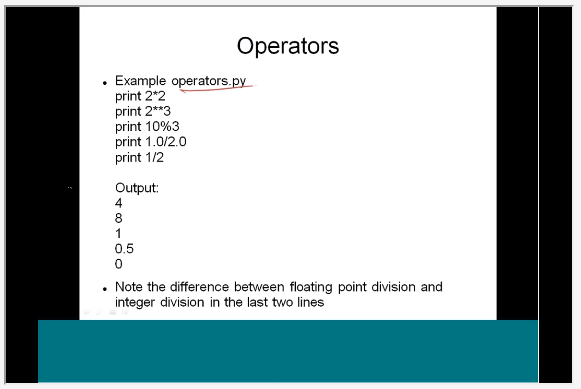 Operators
• Example operators.py
print 2*2
print 2**3
print 10%3
print 1.0/2.0
print 1/2
Output:
4
8
1
0.5
0
• Note the difference between floating point division and
integer division in the last two lines